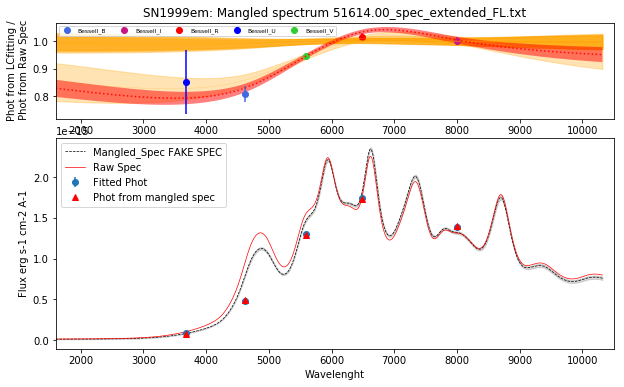 SN1999em: Mangled spectrum 51614.00_spec_extended_FL.txt
Phot from LCfitting /
Phot from Raw Spec
Bessell_B Bessell_I Bessell_R Bessell_U Bessell_V
1.0
0.9
0.8
2000 3000 4000 5000 6000 7000 8000 9000 10000
Mangled_Spec FAKE SPEC
Raw Spec
Fitted Phot
Phot from mangled spec
Flux erg s-1 cm-2 A-1
2.0
1.5
1.0
0.5
0.0
2000 3000 4000 5000 6000 7000 8000 9000 10000
Wavelenght